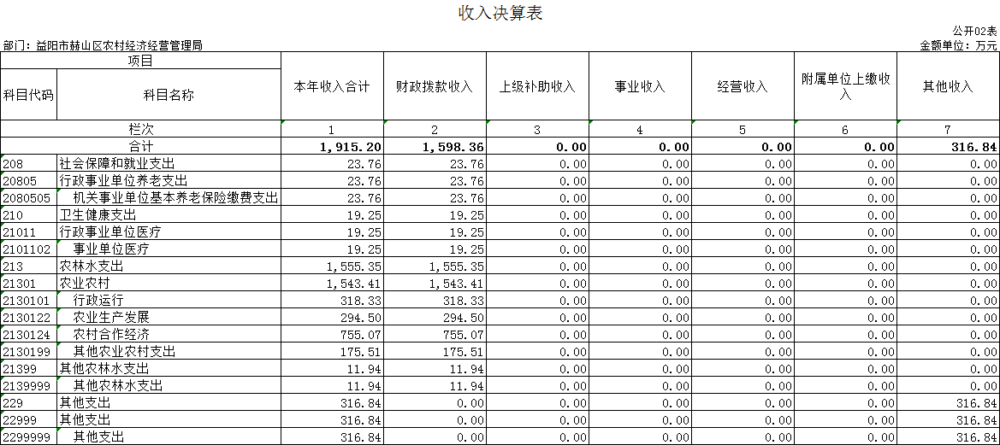 收入决算表
公开02表
部门：益阳市赫山区农村经济经营管理局 金额单位：万元
项目 本年收入合计 财政拨款收入 上级补助收入 事业收入 经营收入 附属单位上缴收入 其他收入
科目代码 科目名称
栏次 1 2 3 4 5 6 7
合计 1,915.20 1,598.36 0.00 0.00 0.00 0.00 316.84
208 社会保障和就业支出 23.76 23.76 0.00 0.00 0.00 0.00 0.00
20805 行政事业单位养老支出 23.76 23.76 0.00 0.00 0.00 0.00 0.00
2080505 机关事业单位基本养老保险缴费支出 23.76 23.76 0.00 0.00 0.00 0.00 0.00
210 卫生健康支出 19.25 19.25 0.00 0.00 0.00 0.00 0.00
21011 行政事业单位医疗 19.25 19.25 0.00 0.00 0.00 0.00 0.00
2101102 事业单位医疗 19.25 19.25 0.00 0.00 0.00 0.00 0.00
213 农林水支出 1,555.35 1,555.35 0.00 0.00 0.00 0.00 0.00
21301 农业农村 1,543.41 1,543.41 0.00 0.00 0.00 0.00 0.00
2130101 行政运行 318.33 318.33 0.00 0.00 0.00 0.00 0.00
2130122 农业生产发展 294.50 294.50 0.00 0.00 0.00 0.00 0.00
2130124 农村合作经济 755.07 755.07 0.00 0.00 0.00 0.00 0.00
2130199 其他农业农村支出 175.51 175.51 0.00 0.00 0.00 0.00 0.00
21399 其他农林水支出 11.94 11.94 0.00 0.00 0.00 0.00 0.00
2139999 其他农林水支出 11.94 11.94 0.00 0.00 0.00 0.00 0.00
229 其他支出 316.84 0.00 0.00 0.00 0.00 0.00 316.84
22999 其他支出 316.84 0.00 0.00 0.00 0.00 0.00 316.84
2299999 其他支出 316.84 0.00 0.00 0.00 0.00 0.00 316.84